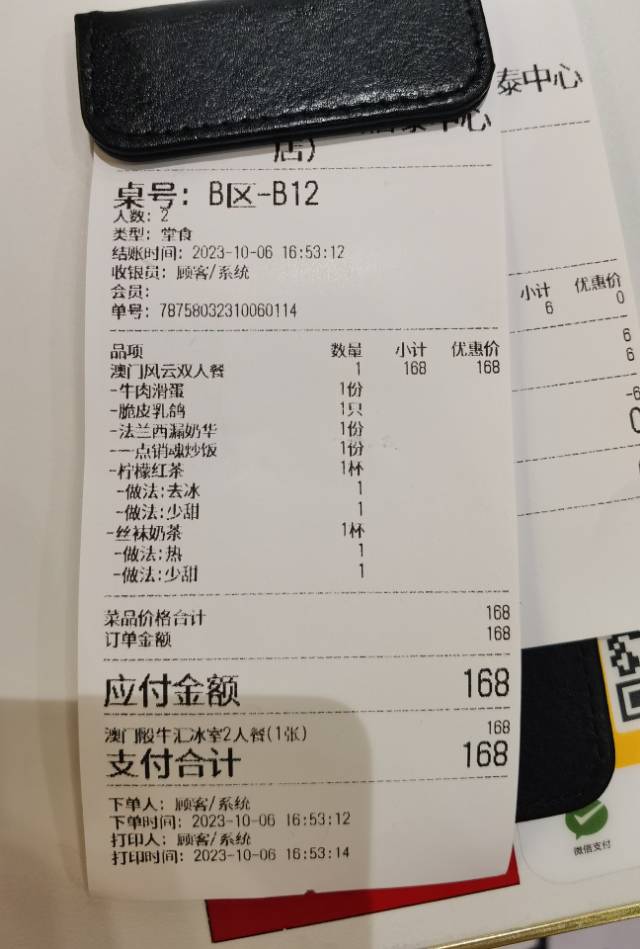 泰中心
中心
店)
桌号: B区-B12
人数: 2
类型: 堂食
结账时间: 2023-10-06 16:53:12
收银员: 顾客/系统
会员:
单号: 78758032310060114
品项 数量 小计 优惠价
澳门风云双人餐 1 168 168
-牛肉滑蛋 1份
-脆皮乳鸽 1只
-法兰西漏奶华 1份
-一点销魂炒饭 1份
-柠檬红茶 1杯
-做法:去冰 1
-做法:少甜 1
-丝袜奶茶 1杯
-做法:热 1
-做法:少甜 1
菜品价格合计 168
订单金额 168
应付金额 168
澳门骰牛汇冰室2人餐(1张) 168
支付合计 168
下单人: 顾客/系统
下单时间: 2023-10-06 16:53:12
打印人: 顾客/系统
打印时间: 2023-10-06 16:53:14
小计 优惠价
6 0
6
6
-6
微信支付